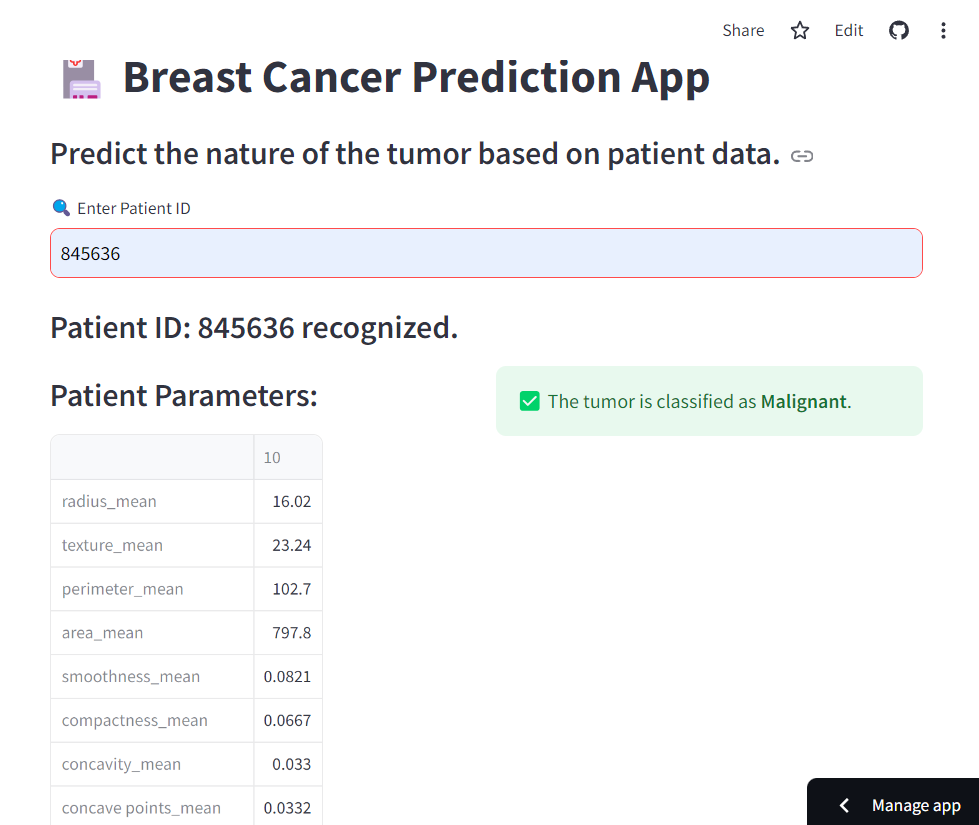 Share Edit
Breast Cancer Prediction App
Predict the nature of the tumor based on patient data.
Enter Patient ID
845636
Patient ID: 845636 recognized.
Patient Parameters:
The tumor is classified as Malignant.
10
radius_mean 16.02
texture_mean 23.24
perimeter_mean 102.7
area_mean 797.8
smoothness_mean 0.0821
compactness_mean 0.0667
concavity_mean 0.033
concave points_mean 0.0332
Manage app